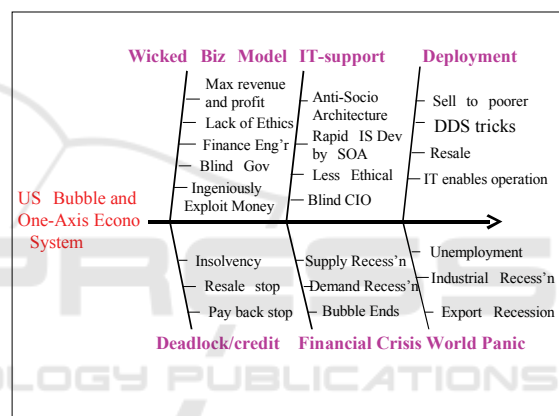 Wicked Biz Model IT-support Deployment
Max revenue
and profit
Lack of Ethics
Finance Eng'r
Blind Gov
Ingeniously
Exploit Money
Anti-Socio
Architecture
Rapid IS Dev
by SOA
Less Ethical
Blind CIO
Sell to poorer
DDS tricks
Resale
IT enables operation
US Bubble and
One-Axis Econo
System
Insolvency
Resale stop
Pay back stop
Supply Recess'n
Demand Recess'n
Bubble Ends
Unemployment
Industrial Recess'n
Export Recession
Deadlock/credit Financial Crisis World Panic
PRESS
OLOGY PUBLICATIONS